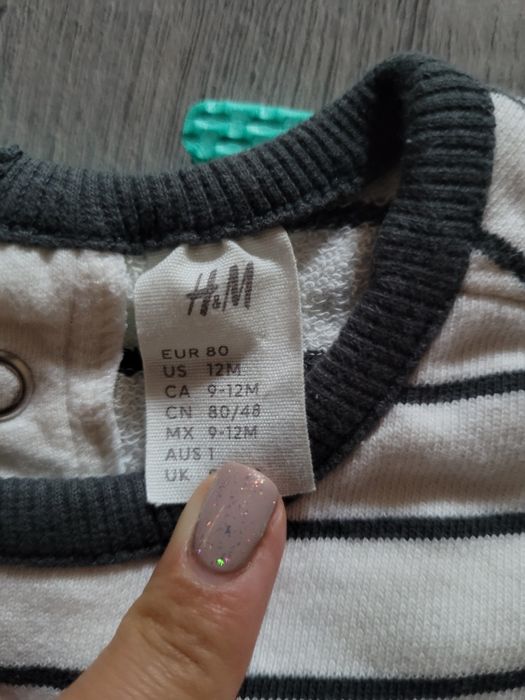 H&M
EUR 80
US 12M
CA 9-12M
CN 80/48
MX 9-12M
AUS 1
UK